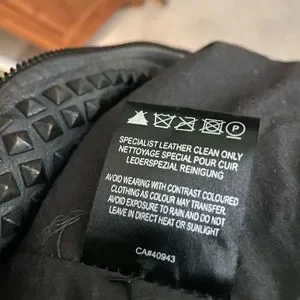 P
SPECIALIST LEATHER CLEAN ONLY
NETTOYAGE SPECIAL POUR CUIR
LEDERSPEZIAL REINIGUNG
AVOID WEARING WITH CONTRAST COLOURED
CLOTHING AS COLOUR MAY TRANSFER.
AVOID EXPOSURE TO RAIN AND DO NOT
LEAVE IN DIRECT HEAT OR SUNLIGHT
CA#40943